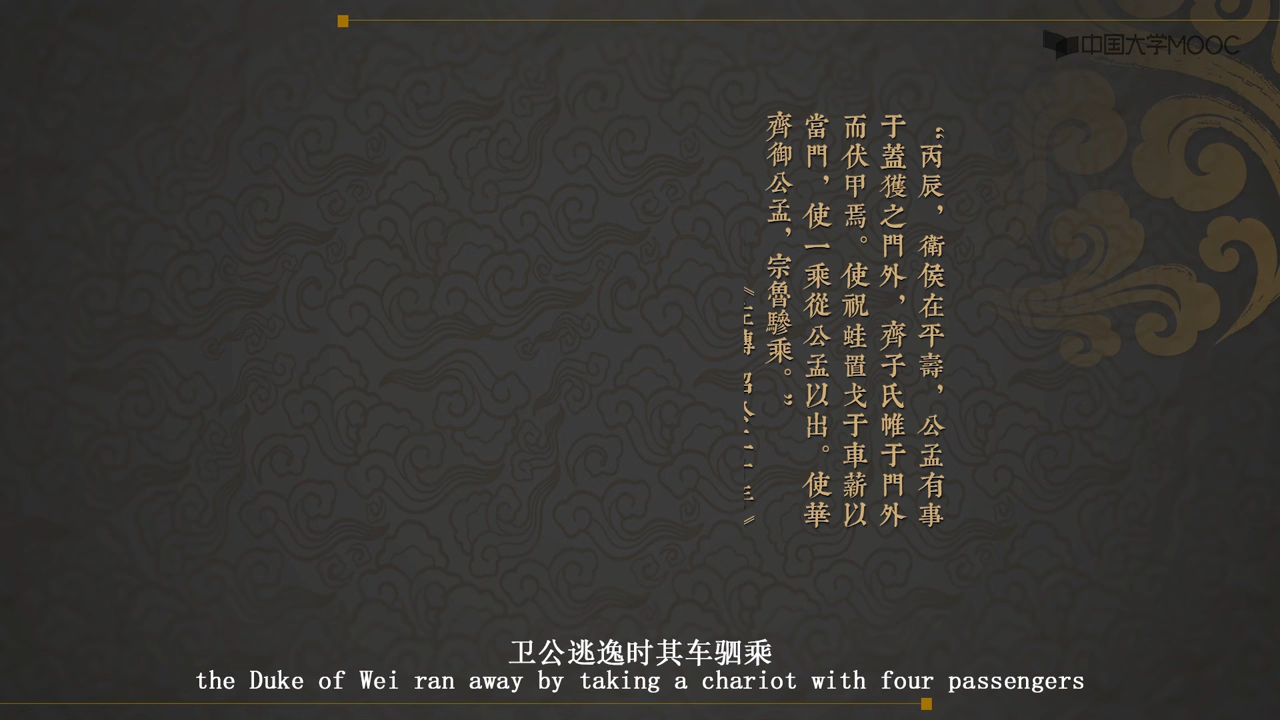 中国大学MOOC
“丙辰，衛侯在平壽，公孟有事
于蓋獲之門外，齊子氏帷于門外
而伏甲焉。使祝蛙置戈于車薪以
當門，使一乘從公孟以出。使華
齊御公孟，宗魯驂乘。”
卫公逃逸时其车驷乘
the Duke of Wei ran away by taking a chariot with four passengers